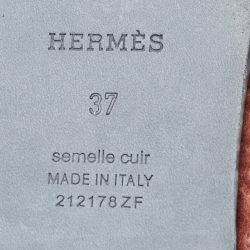 HERMÈS
37
semelle cuir
MADE IN ITALY
212178ZF